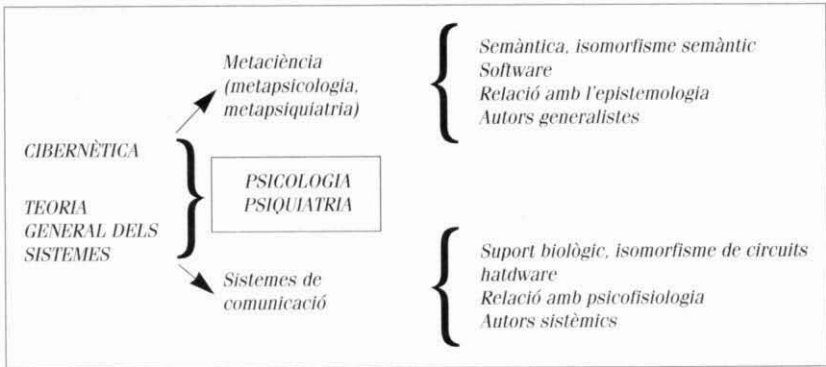 CIBERNÈTICA
TEORIA
GENERAL DELS
SISTEMES
Metaciència
(metapsicologia,
metapsiquiatria)
PSICOLOGIA
PSIQUIATRIA
Sistemes de
comunicació
Semàntica, isomorfisme semàntic
Software
Relació amb l'epistemologia
Autors generalistes
Suport biològic, isomorfisme de circuits
hatdware
Relació amb psicofisiologia
Autors sistèmics